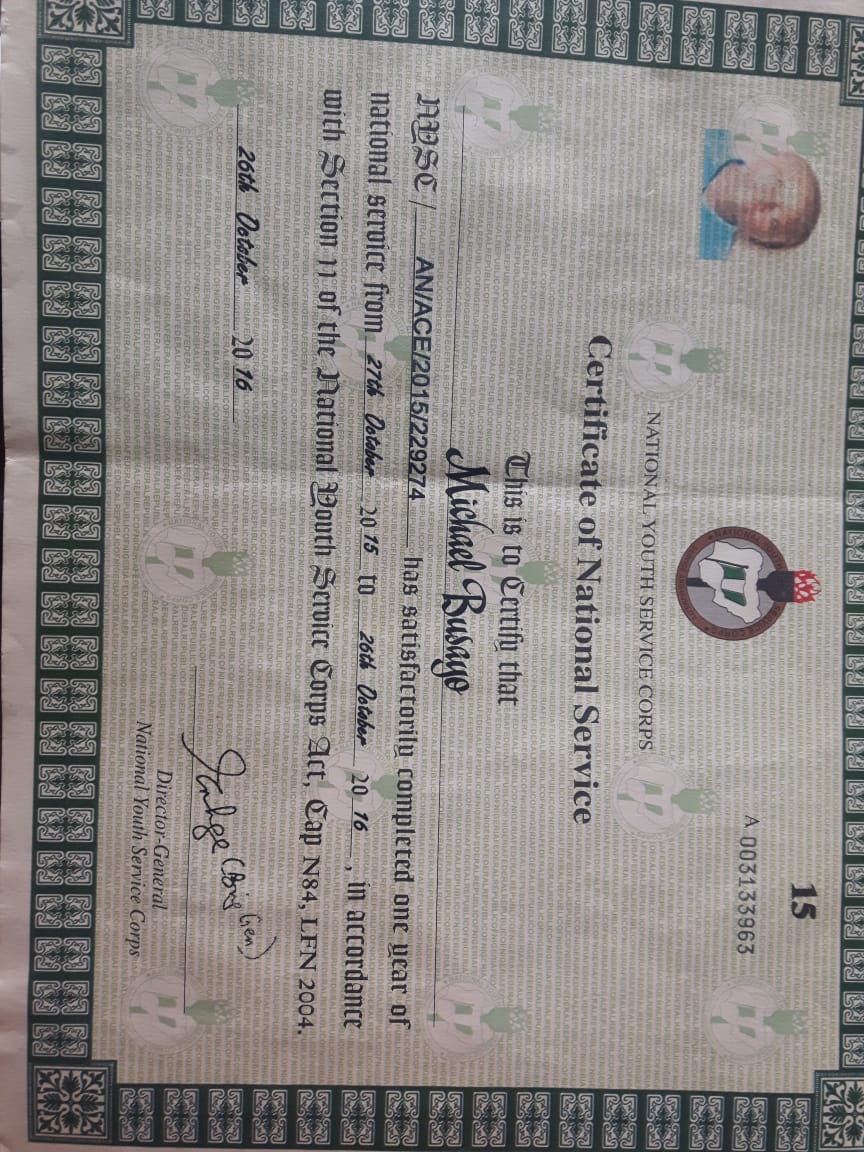 15
A 003133963
NATIONAL YOUTH SERVICE CORPS
Certificate of National Service
This is to Certify that
Michael Busayo
NYSC/ AN/ACE/2015/229274 has satisfactorily completed one year of
national service from 27th October 2015 to 26th October 2016, in accordance
with Section 11 of the National Youth Service Corps Act, Cap N84, LFN 2004.
26th October 2016
(Brig Gen)
Director-General
National Youth Service Corps